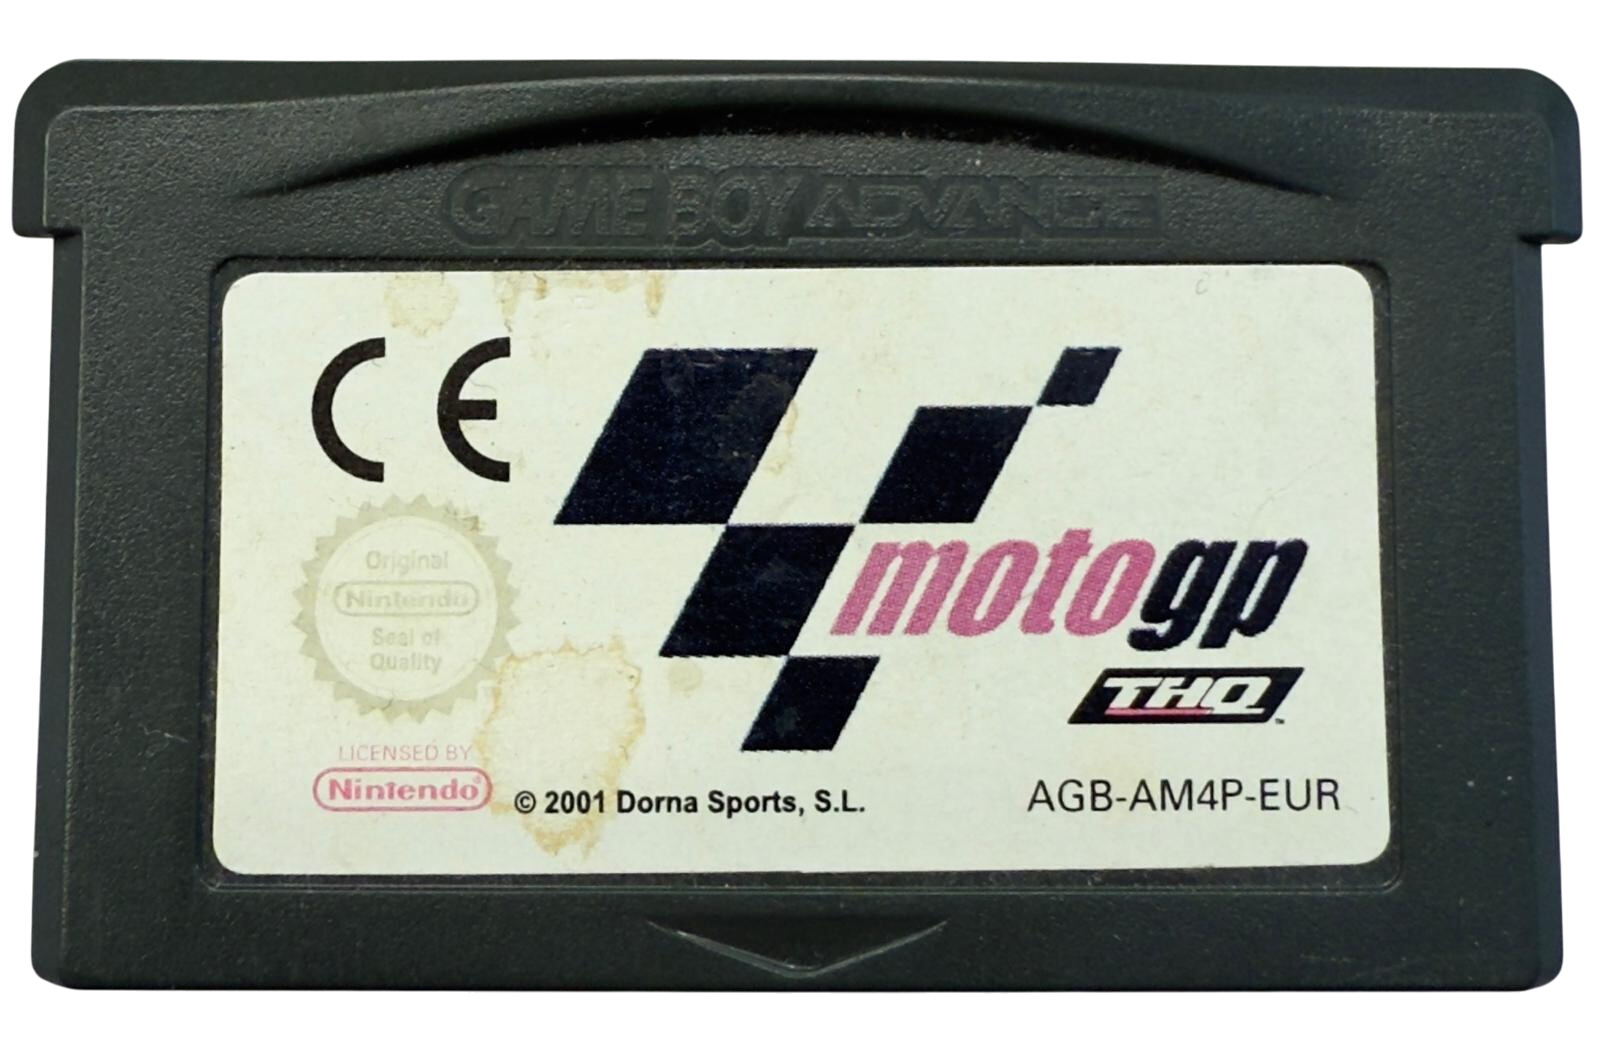 GAME BOY ADVANCE
CE
Original
Nintendo
Seal of
Quality
motogp
THQ™
LICENSED BY
Nintendo®
© 2001 Dorna Sports, S.L.
AGB-AM4P-EUR